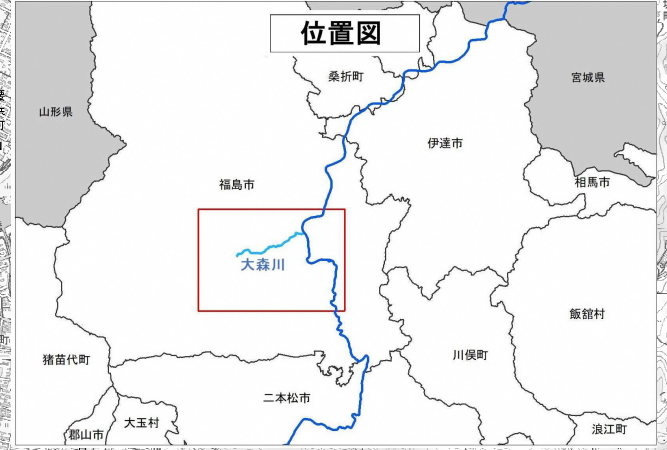 位置図
桑折町
宮城県
山形県
伊達市
福島市
相馬市
大森川
飯舘村
猪苗代町
川俣町
二本松市
大玉村
郡山市
浪江町